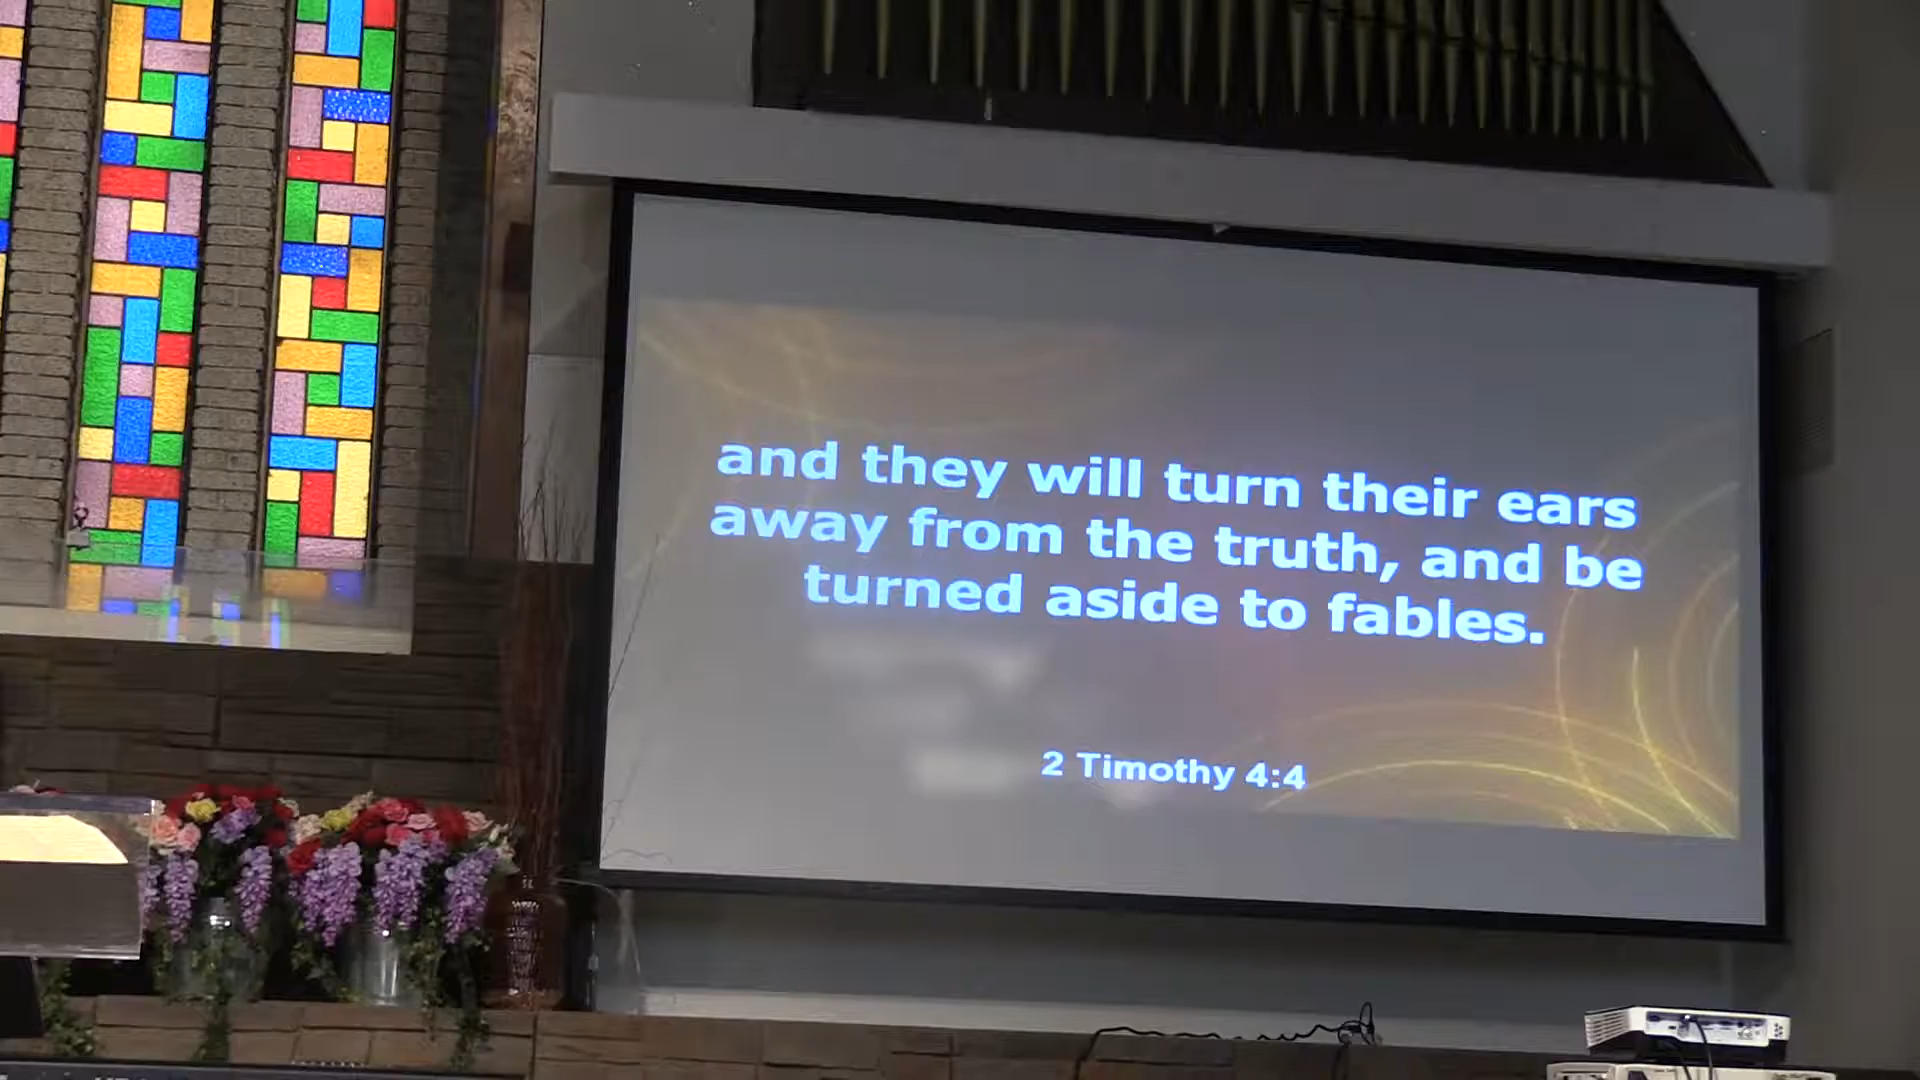 and they will turn their ears
away from the truth, and be
turned aside to fables.
2 Timothy 4:4